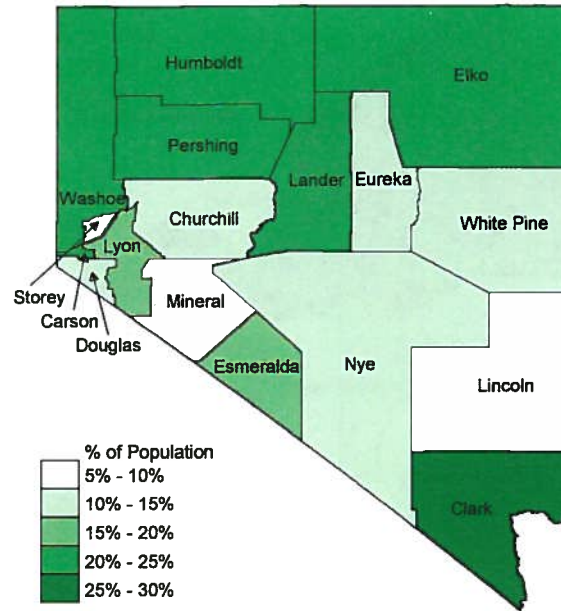 Humboldt
Elko
Pershing
Lander
Eureka
Washoe
Churchill
White Pine
Lyon
Storey
Mineral
Carson
Douglas
Esmeralda
Nye
Lincoln
% of Population
5% - 10%
10% - 15%
15% - 20%
20% - 25%
25% - 30%
Clark